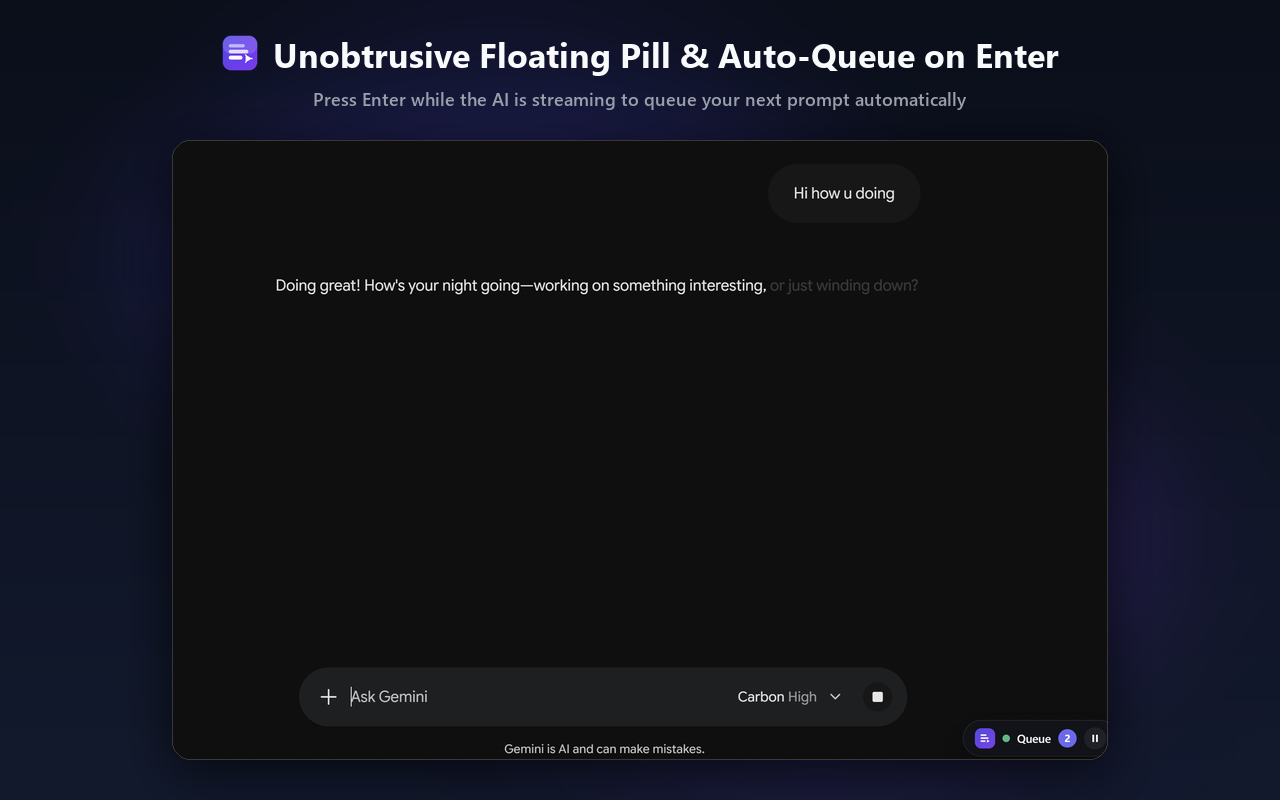 Unobtrusive Floating Pill & Auto-Queue on Enter
Press Enter while the AI is streaming to queue your next prompt automatically
Hi how u doing
Doing great! How's your night going—working on something interesting, or just winding down?
Ask Gemini
Carbon High
Queue 2
Gemini is AI and can make mistakes.